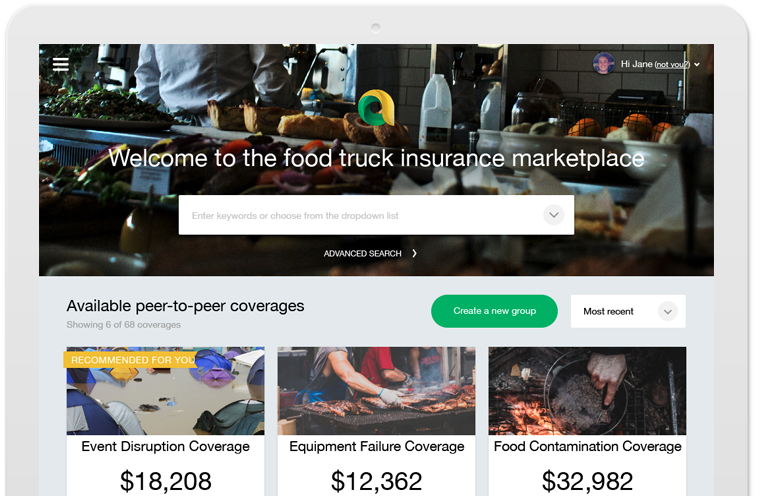 Hi Jane (not you?)
Welcome to the food truck insurance marketplace
Enter keywords or choose from the dropdown list
ADVANCED SEARCH
Available peer-to-peer coverages
Create a new group
Most recent
Showing 6 of 68 coverages
RECOMMENDED FOR YOU
Event Disruption Coverage
Equipment Failure Coverage
Food Contamination Coverage
$18,208
$12,362
$32,982